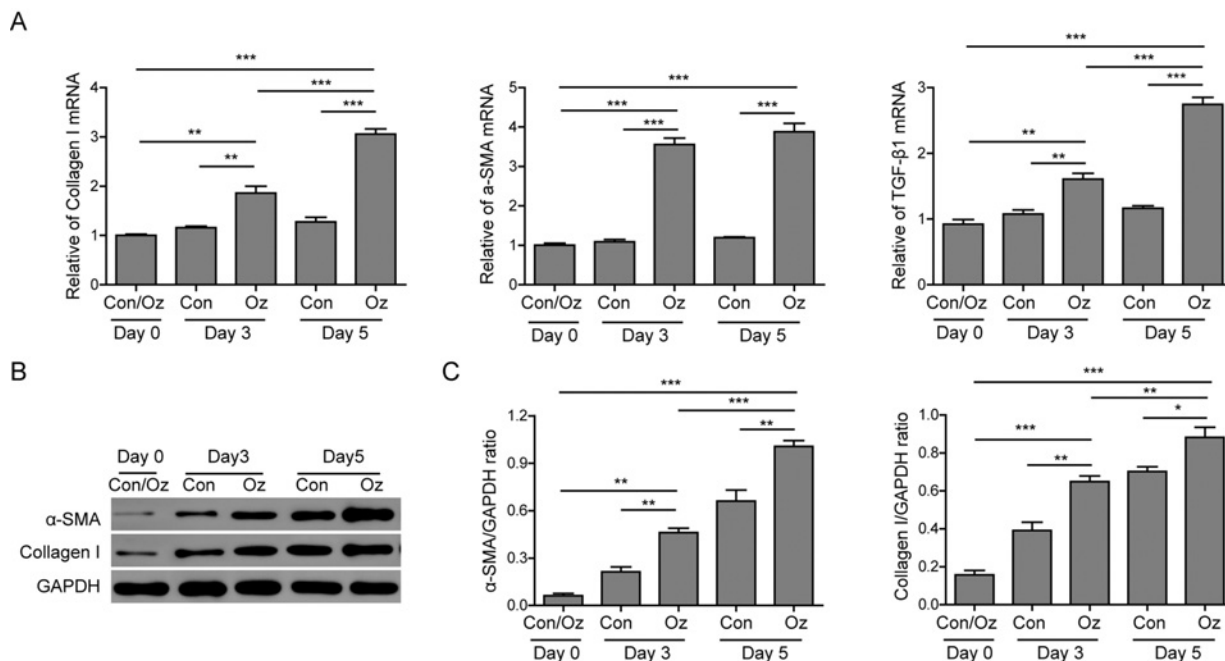 A
Relative of Collagen I mRNA
4
3
2
1
0
***
***
***
**
**
Con/Oz Con Oz Con Oz
Day 0 Day 3 Day 5
Relative of a-SMA mRNA
5
4
3
2
1
0
***
*** ***
***
Con/Oz Con Oz Con Oz
Day 0 Day 3 Day 5
Relative of TGF-β1 mRNA
3
2
1
0
***
***
***
**
**
Con/Oz Con Oz Con Oz
Day 0 Day 3 Day 5
B
Day 0 Day3 Day5
Con/Oz Con Oz Con Oz
α-SMA
Collagen I
GAPDH
C
α-SMA/GAPDH ratio
1.2
0.9
0.6
0.3
0.0
***
***
**
**
**
Con/Oz Con Oz Con Oz
Day 0 Day 3 Day 5
Collagen I/GAPDH ratio
1.0
0.8
0.6
0.4
0.2
0.0
***
**
*
***
**
Con/Oz Con Oz Con Oz
Day 0 Day 3 Day 5